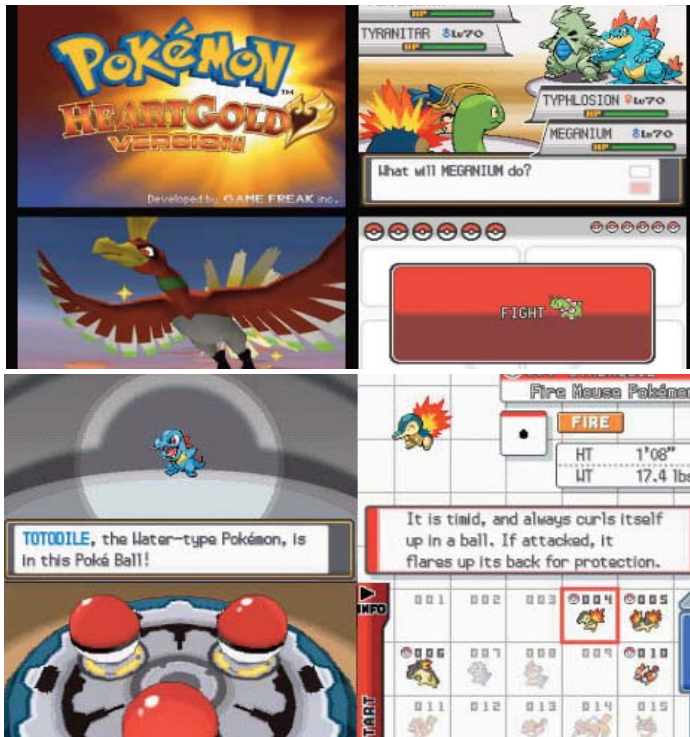 POKéMON
TM
HEARTGOLD
VERSION
Developed by GAME FREAK inc.
HP
TYRANITAR ♂Lv70
HP
TYPHLOSION ♀Lv70
HP
MEGANIUM ♂Lv70
HP
What will MEGANIUM do?
FIGHT
TOTODILE, the Water-type Pokémon, is
in this Poké Ball!
Fire Mouse Pokémon
FIRE
HT 1'08"
WT 17.4 lbs
It is timid, and always curls itself
up in a ball. If attacked, it
flares up its back for protection.
INFO
START
001 002 003 004 005
006 007 008 009 010
011 012 013 014 015